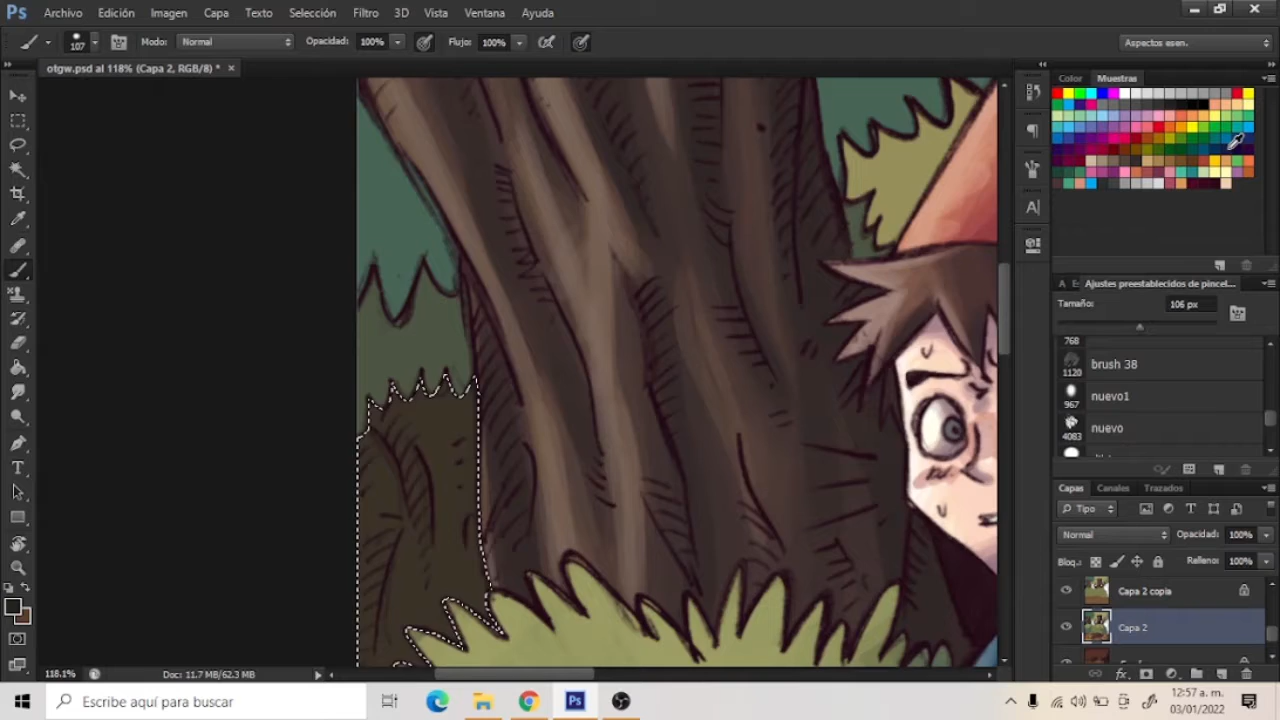 Ps Archivo Edición Imagen Capa Texto Selección Filtro 3D Vista Ventana Ayuda
107 Modo: Normal Opacidad: 100% Flujo: 100% Aspectos esen.
otgw.psd al 118% (Capa 2, RGB/8) * ×
Color Muestras
A Ajustes preestablecidos de pincel...
Tamaño: 106 px
768
brush 38
1120
nuevo1
967
nuevo
4083
Capas Canales Trazados
Tipo
Normal Opacidad: 100%
Bloq.: Relleno: 100%
Capa 2 copia
Capa 2
118.1% Doc: 11.7 MB/62.3 MB
Escribe aquí para buscar
Ps
12:57 a. m.
03/01/2022